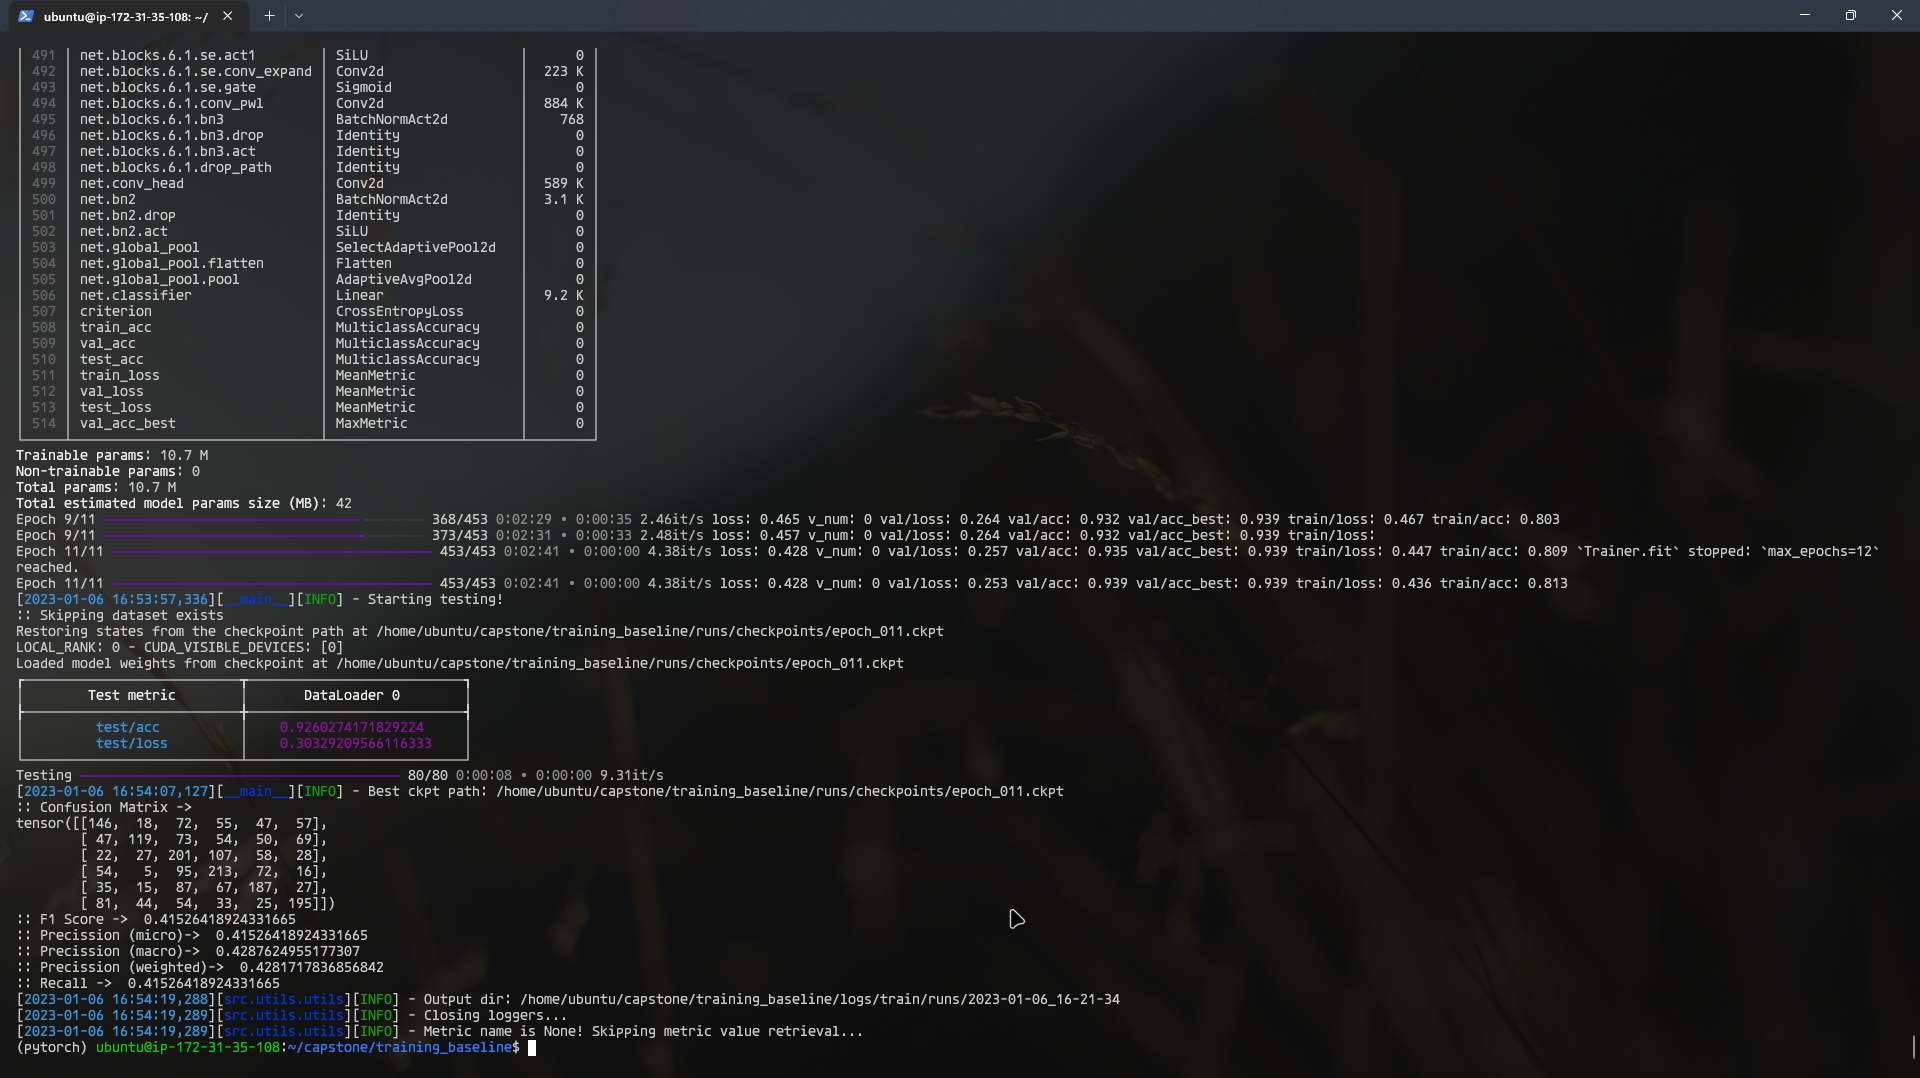 ubuntu@ip-172-31-35-108: ~/
491 net.blocks.6.1.se.act1 SiLU 0
492 net.blocks.6.1.se.conv_expand Conv2d 223 K
493 net.blocks.6.1.se.gate Sigmoid 0
494 net.blocks.6.1.conv_pwl Conv2d 884 K
495 net.blocks.6.1.bn3 BatchNormAct2d 768
496 net.blocks.6.1.bn3.drop Identity 0
497 net.blocks.6.1.bn3.act Identity 0
498 net.blocks.6.1.drop_path Identity 0
499 net.conv_head Conv2d 589 K
500 net.bn2 BatchNormAct2d 3.1 K
501 net.bn2.drop Identity 0
502 net.bn2.act SiLU 0
503 net.global_pool SelectAdaptivePool2d 0
504 net.global_pool.flatten Flatten 0
505 net.global_pool.pool AdaptiveAvgPool2d 0
506 net.classifier Linear 9.2 K
507 criterion CrossEntropyLoss 0
508 train_acc MulticlassAccuracy 0
509 val_acc MulticlassAccuracy 0
510 test_acc MulticlassAccuracy 0
511 train_loss MeanMetric 0
512 val_loss MeanMetric 0
513 test_loss MeanMetric 0
514 val_acc_best MaxMetric 0
Trainable params: 10.7 M
Non-trainable params: 0
Total params: 10.7 M
Total estimated model params size (MB): 42
Epoch 9/11 368/453 0:02:29 • 0:00:35 2.46it/s loss: 0.465 v_num: 0 val/loss: 0.264 val/acc: 0.932 val/acc_best: 0.939 train/loss: 0.467 train/acc: 0.803
Epoch 9/11 373/453 0:02:31 • 0:00:33 2.48it/s loss: 0.457 v_num: 0 val/loss: 0.264 val/acc: 0.932 val/acc_best: 0.939 train/loss:
Epoch 11/11 453/453 0:02:41 • 0:00:00 4.38it/s loss: 0.428 v_num: 0 val/loss: 0.257 val/acc: 0.935 val/acc_best: 0.939 train/loss: 0.447 train/acc: 0.809 `Trainer.fit` stopped: `max_epochs=12`
reached.
Epoch 11/11 453/453 0:02:41 • 0:00:00 4.38it/s loss: 0.428 v_num: 0 val/loss: 0.253 val/acc: 0.939 val/acc_best: 0.939 train/loss: 0.436 train/acc: 0.813
[2023-01-06 16:53:57,336][__main__][INFO] - Starting testing!
:: Skipping dataset exists
Restoring states from the checkpoint path at /home/ubuntu/capstone/training_baseline/runs/checkpoints/epoch_011.ckpt
LOCAL_RANK: 0 - CUDA_VISIBLE_DEVICES: [0]
Loaded model weights from checkpoint at /home/ubuntu/capstone/training_baseline/runs/checkpoints/epoch_011.ckpt
Test metric DataLoader 0
test/acc 0.9260274171829224
test/loss 0.30329209566116333
Testing 80/80 0:00:08 • 0:00:00 9.31it/s
[2023-01-06 16:54:07,127][__main__][INFO] - Best ckpt path: /home/ubuntu/capstone/training_baseline/runs/checkpoints/epoch_011.ckpt
:: Confusion Matrix ->
tensor([[146, 18, 72, 55, 47, 57],
[ 47, 119, 73, 54, 50, 69],
[ 22, 27, 201, 107, 58, 28],
[ 54, 5, 95, 213, 72, 16],
[ 35, 15, 87, 67, 187, 27],
[ 81, 44, 54, 33, 25, 195]])
:: F1 Score -> 0.41526418924331665
:: Precission (micro)-> 0.41526418924331665
:: Precission (macro)-> 0.4287624955177307
:: Precission (weighted)-> 0.4281717836856842
:: Recall -> 0.41526418924331665
[2023-01-06 16:54:19,288][src.utils.utils][INFO] - Output dir: /home/ubuntu/capstone/training_baseline/logs/train/runs/2023-01-06_16-21-34
[2023-01-06 16:54:19,289][src.utils.utils][INFO] - Closing loggers...
[2023-01-06 16:54:19,289][src.utils.utils][INFO] - Metric name is None! Skipping metric value retrieval...
(pytorch) ubuntu@ip-172-31-35-108:~/capstone/training_baseline$